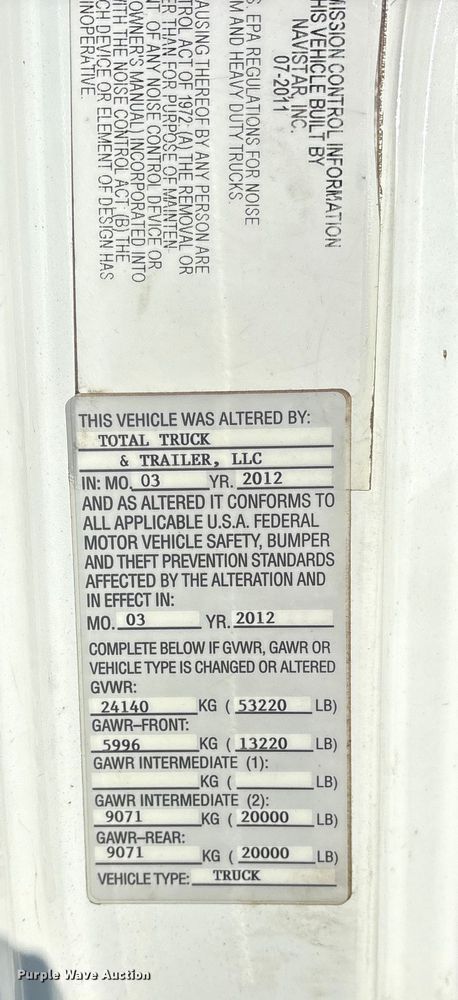 MISSION CONTROL INFORMATION
HIS VEHICLE BUILT BY
NAVISTAR, INC.
07-2011
S. EPA REGULATIONS FOR NOISE
M AND HEAVY DUTY TRUCKS.
AUSING THEREOF BY ANY PERSON ARE
TROL ACT OF 1972: (A) THE REMOVAL OR
ER THAN FOR PURPOSE OF MAINTEN
T OF ANY NOISE CONTROL DEVICE OR
OWNER'S MANUAL) INCORPORATED INTO
ITH THE NOISE CONTROL ACT, (B) THE
CH DEVICE OR ELEMENT OF DESIGN HAS
INOPERATIVE.
THIS VEHICLE WAS ALTERED BY:
TOTAL TRUCK
& TRAILER, LLC
IN: MO. 03 YR. 2012
AND AS ALTERED IT CONFORMS TO
ALL APPLICABLE U.S.A. FEDERAL
MOTOR VEHICLE SAFETY, BUMPER
AND THEFT PREVENTION STANDARDS
AFFECTED BY THE ALTERATION AND
IN EFFECT IN:
MO. 03 YR. 2012
COMPLETE BELOW IF GVWR, GAWR OR
VEHICLE TYPE IS CHANGED OR ALTERED
GVWR:
24140 KG ( 53220 LB)
GAWR-FRONT:
5996 KG ( 13220 LB)
GAWR INTERMEDIATE (1):
KG ( LB)
GAWR INTERMEDIATE (2):
9071 KG ( 20000 LB)
GAWR-REAR:
9071 KG ( 20000 LB)
VEHICLE TYPE: TRUCK
Purple Wave Auction